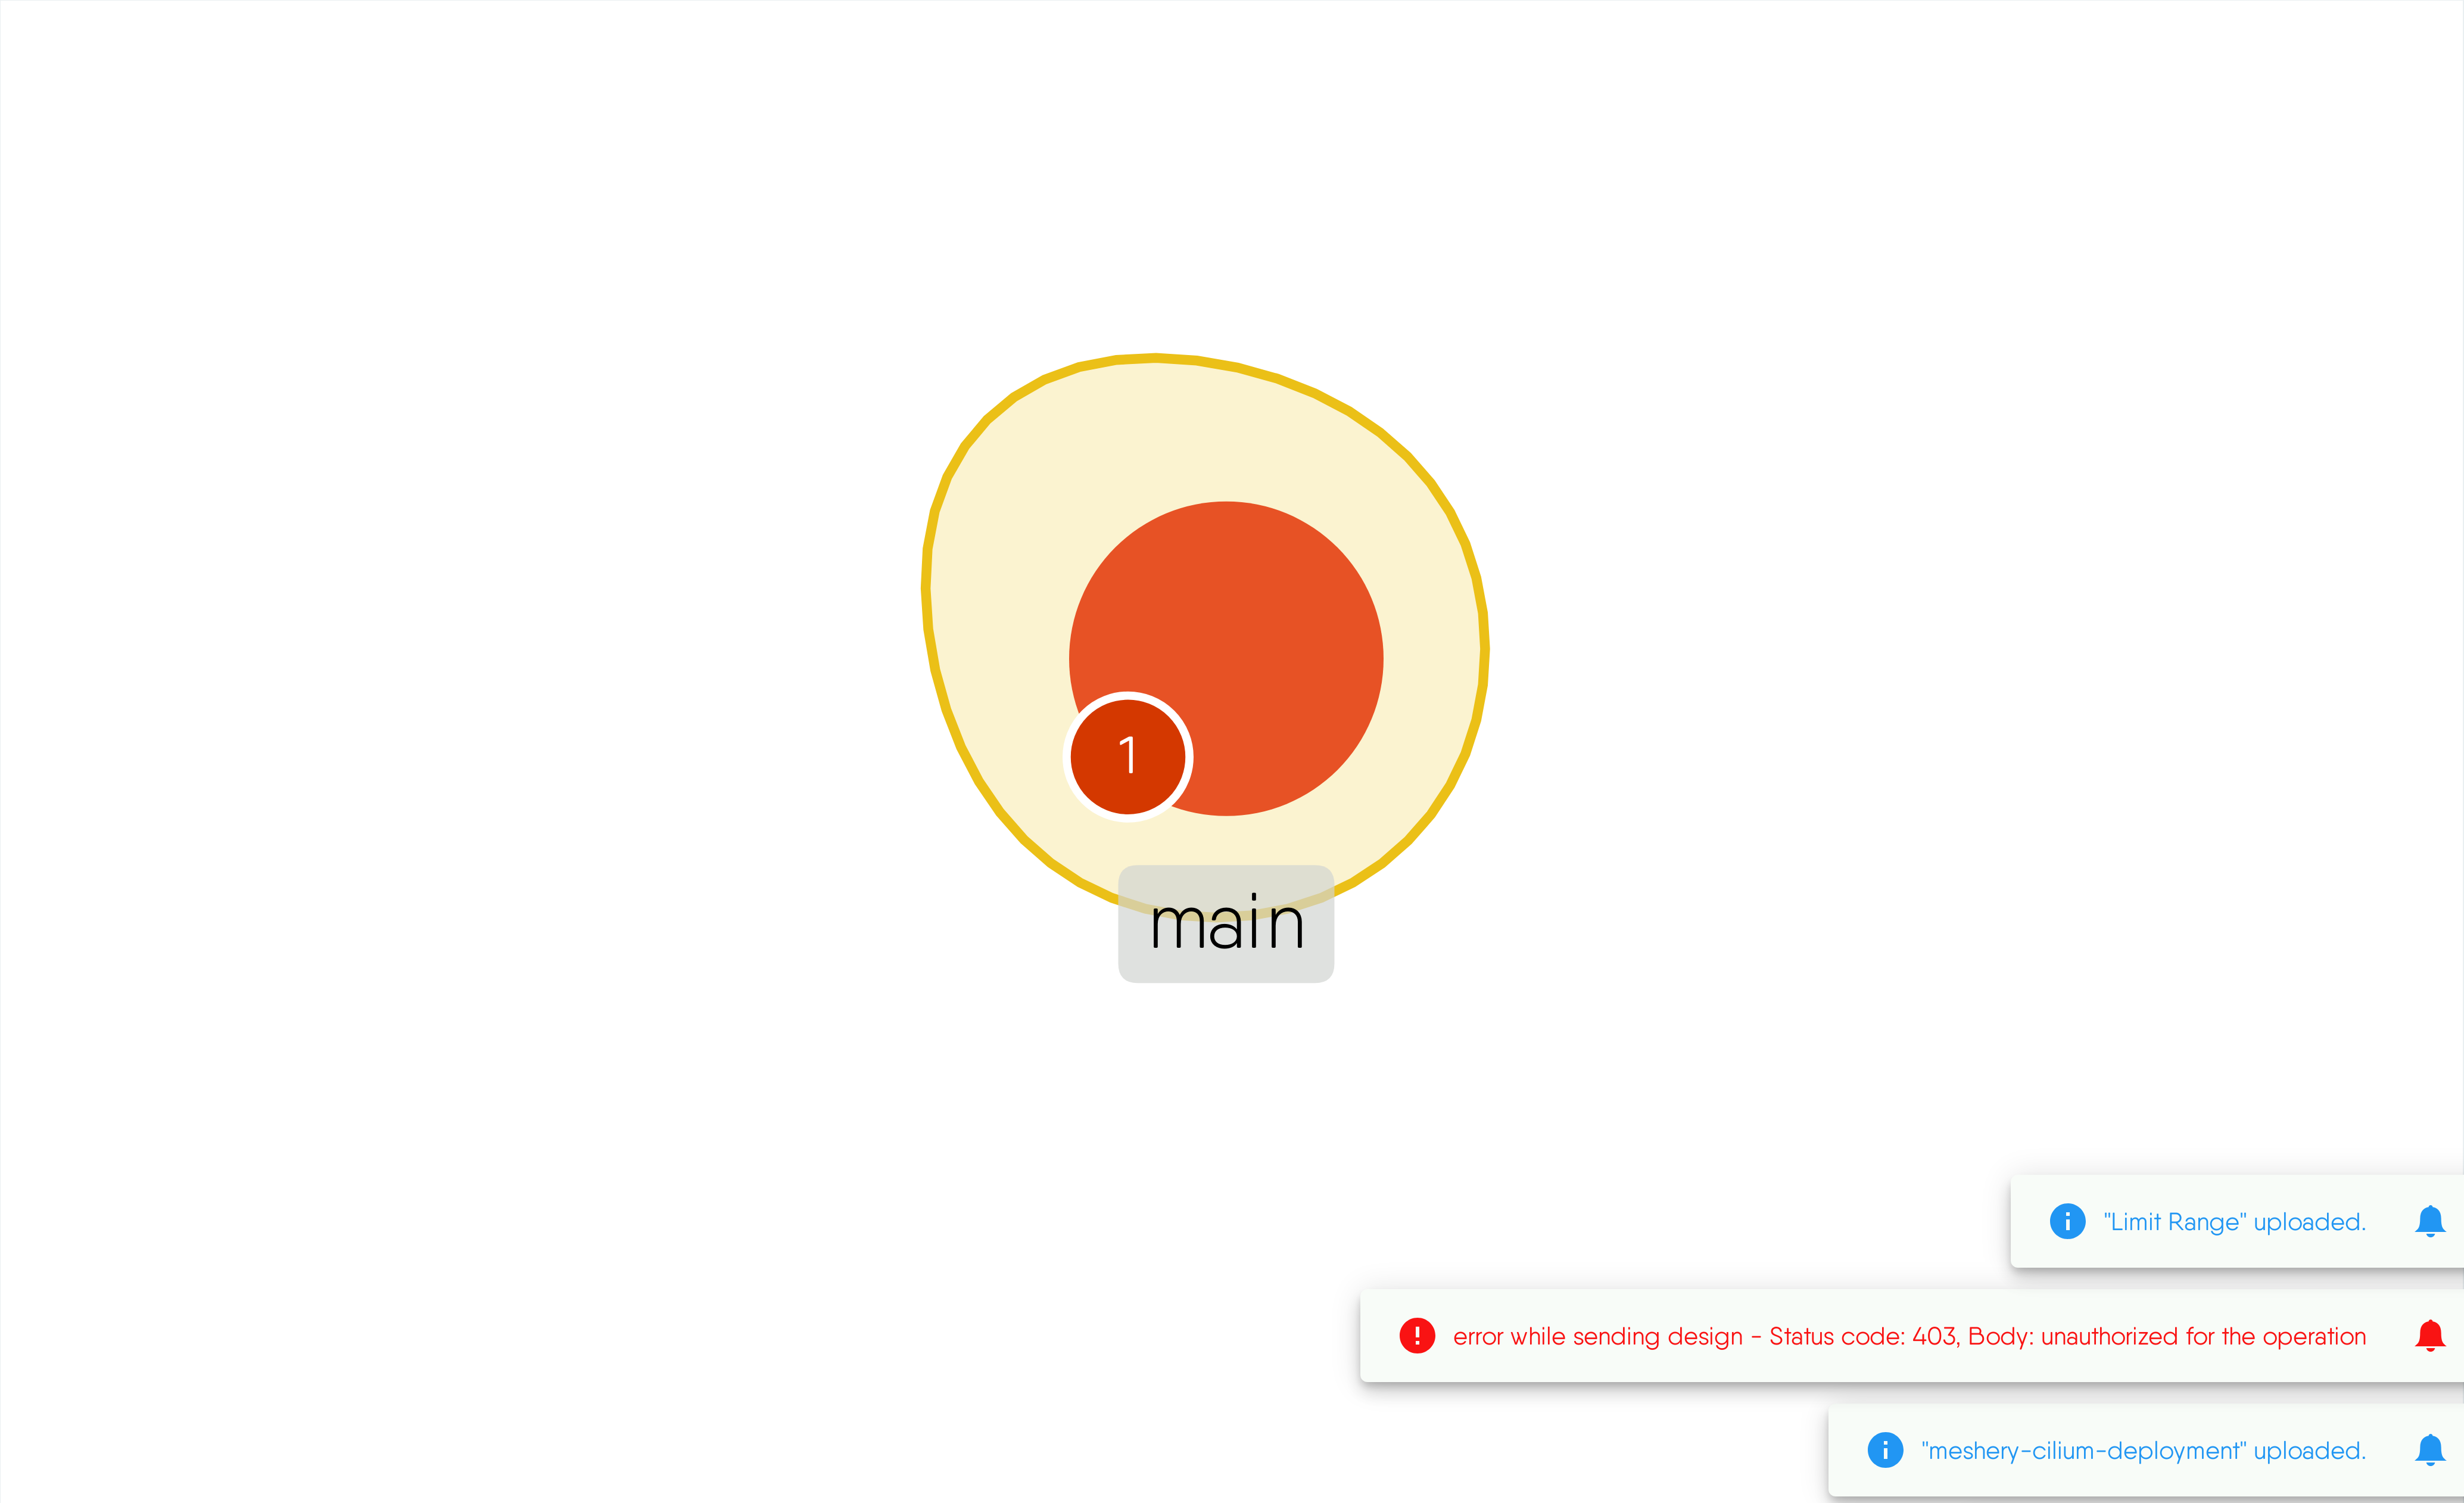 1
main
"Limit Range" uploaded.
error while sending design - Status code: 403, Body: unauthorized for the operation
"meshery-cilium-deployment" uploaded.